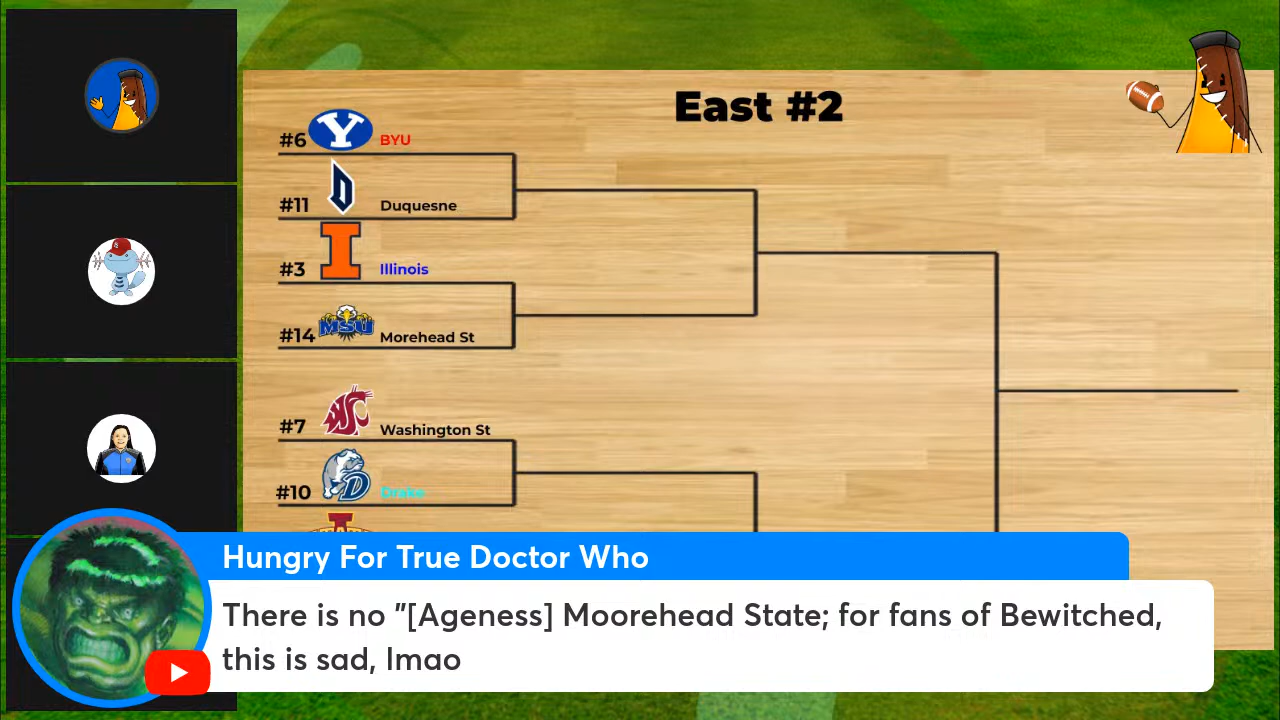 East #2
#6 BYU
#11 Duquesne
#3 Illinois
#14 MSU Morehead St
#7 Washington St
#10 D Drake
Hungry For True Doctor Who
There is no "[Ageness] Moorehead State; for fans of Bewitched,
this is sad, lmao